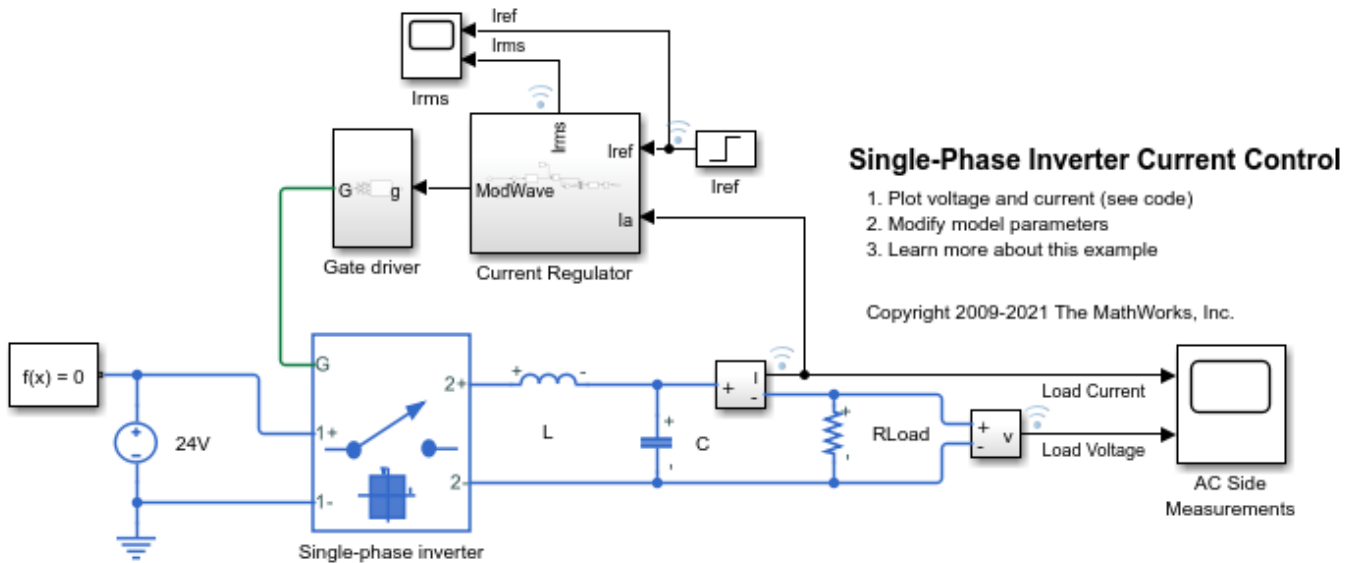 Iref
Irms
Irms
Irms
Iref
Iref
Single-Phase Inverter Current Control
G
g
ModWave
1. Plot voltage and current (see code)
Ia
2. Modify model parameters
3. Learn more about this example
Gate driver
Current Regulator
Copyright 2009-2021 The MathWorks, Inc.
f(x) = 0
G
2+
+
-
+
I
-
Load Current
24V
1+
L
+
C
+
RLoad
+
-
V
Load Voltage
1-
2-
AC Side
Measurements
Single-phase inverter